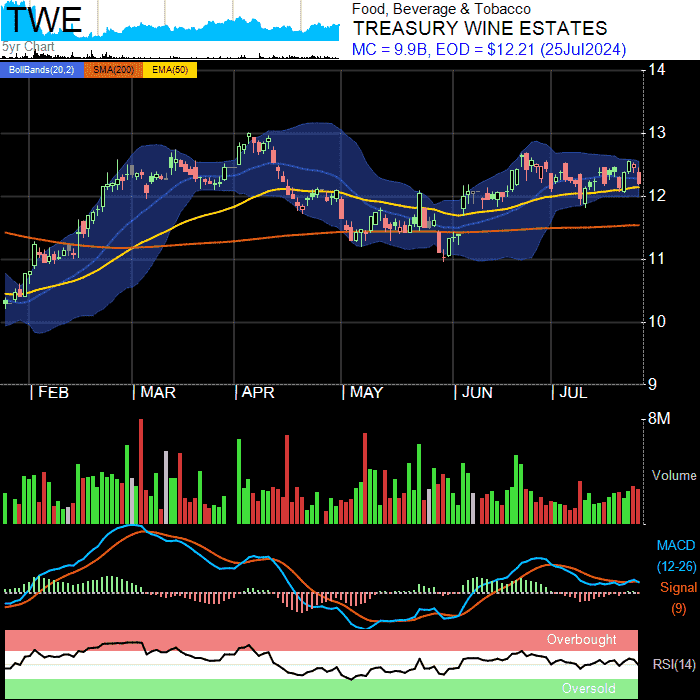 TWE
5yr Chart
Food, Beverage & Tobacco
TREASURY WINE ESTATES
MC = 9.9B, EOD = $12.21 (25Jul2024)
BollBands(20,2) SMA(200) EMA(50)
14
13
12
11
10
9
| FEB | MAR | APR | MAY | JUN | JUL
8M
Volume
MACD
(12-26)
Signal
(9)
Overbought
RSI(14)
Oversold